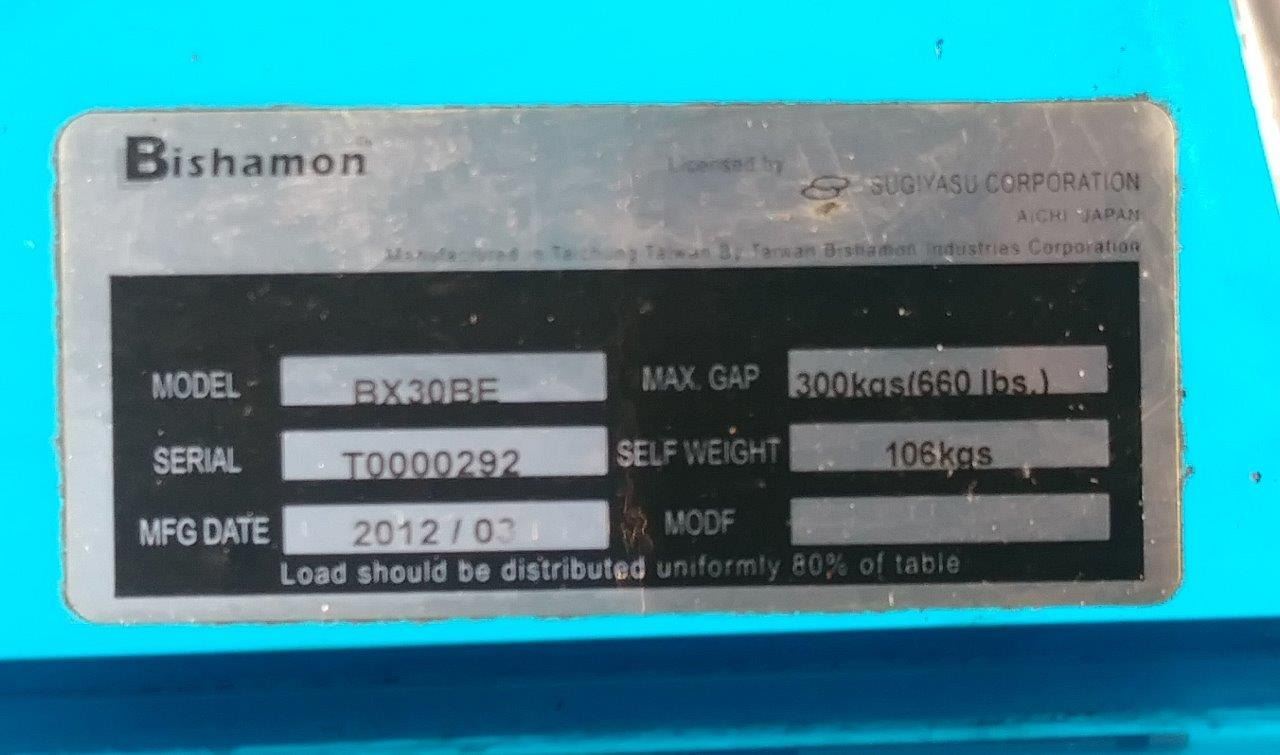 Bishamon
Licensed by
SUGIYASU CORPORATION
AICHI JAPAN
Manufactured in Taichung Taiwan By Taiwan Bishamon Industries Corporation
MODEL BX30BE MAX. GAP 300kgs(660 lbs.)
SERIAL T0000292 SELF WEIGHT 106kgs
MFG DATE 2012 / 03 MODF
Load should be distributed uniformly 80% of table